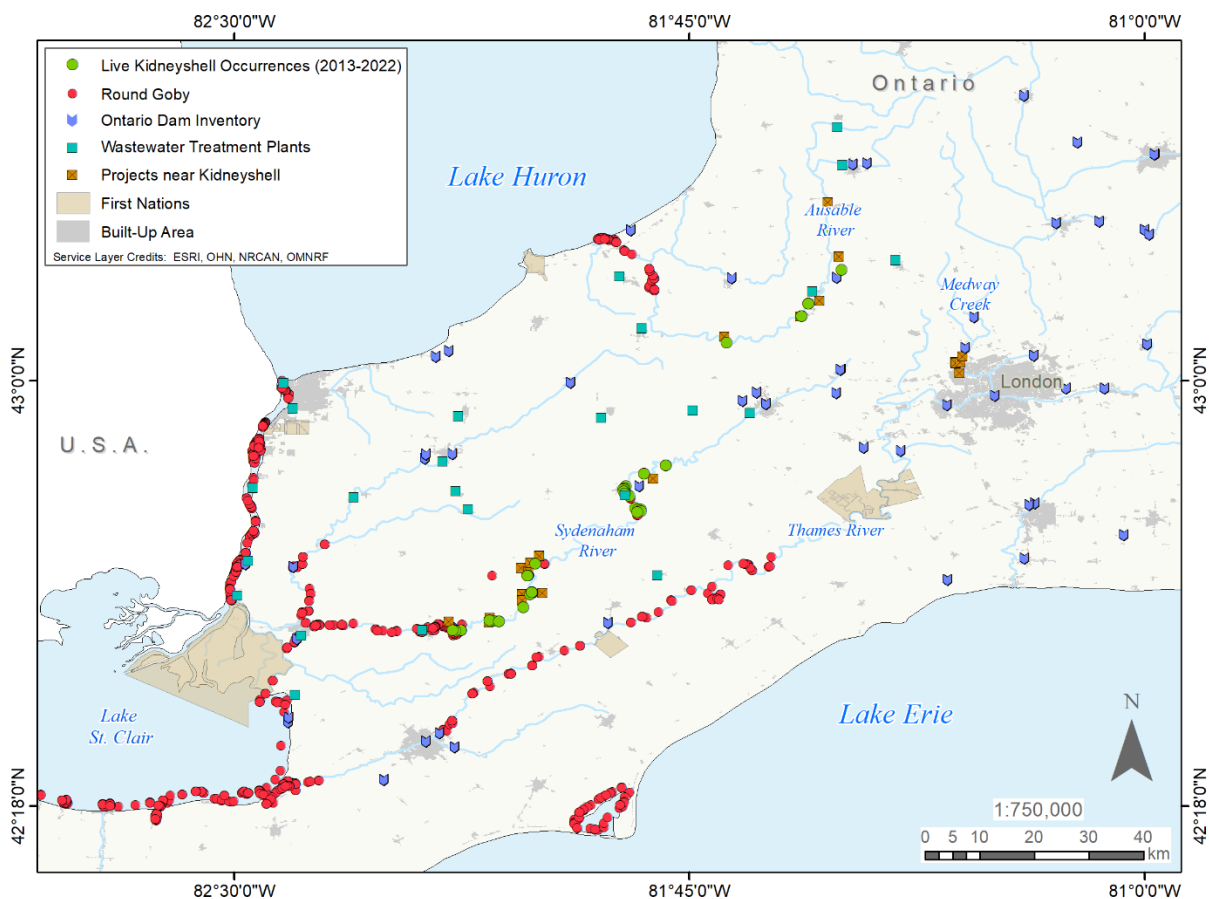 82°30'0"W
81°45'0"W
81°0'0"W
Live Kidneyshell Occurrences (2013-2022)
Round Goby
Ontario Dam Inventory
Wastewater Treatment Plants
Projects near Kidneyshell
First Nations
Built-Up Area
Service Layer Credits: ESRI, OHN, NRCAN, OMNRF
Ontario
Lake Huron
Ausable
River
Medway
Creek
43°0'0"N
43°0'0"N
London
U.S.A.
Sydenaham
River
Thames River
Lake
St. Clair
Lake Erie
N
42°18'0"N
42°18'0"N
1:750,000
0 5 10 20 30 40
km
82°30'0"W
81°45'0"W
81°0'0"W